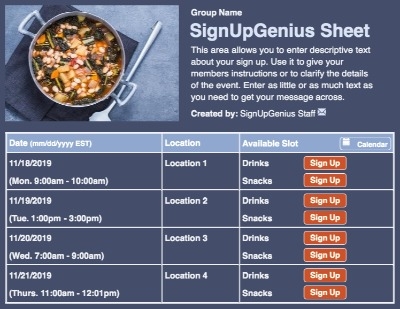 Group Name
SignUpGenius Sheet
This area allows you to enter descriptive text
about your sign up. Use it to give your
members instructions or to clarify the details
of the event. Enter as little or as much text as
you need to get your message across.
Created by: SignUpGenius Staff
Date (mm/dd/yyyy EST) Location Available Slot Calendar
11/18/2019 Location 1 Drinks Sign Up
(Mon. 9:00am - 10:00am) Snacks Sign Up
11/19/2019 Location 2 Drinks Sign Up
(Tue. 1:00pm - 3:00pm) Snacks Sign Up
11/20/2019 Location 3 Drinks Sign Up
(Wed. 7:00am - 9:00am) Snacks Sign Up
11/21/2019 Location 4 Drinks Sign Up
(Thurs. 11:00am - 12:01pm) Snacks Sign Up